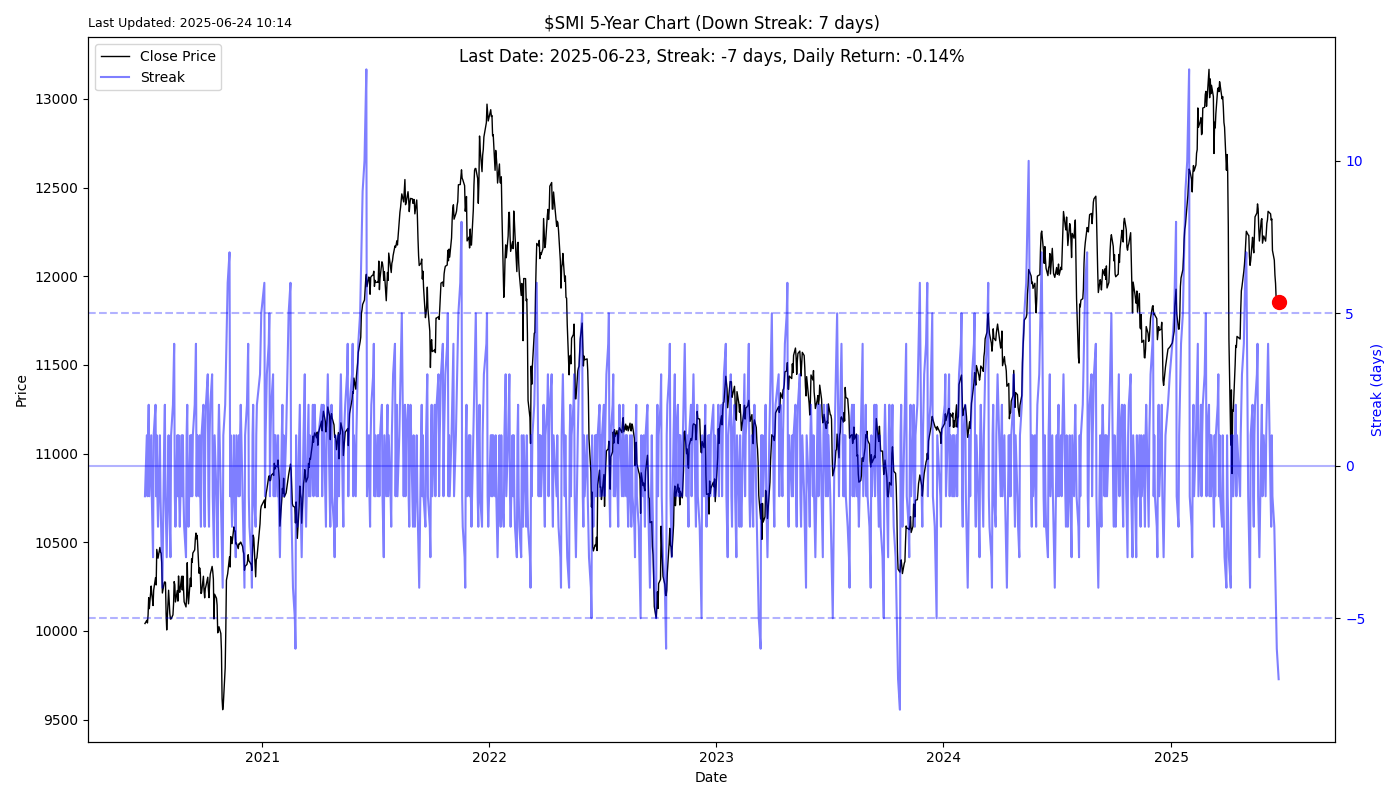 Last Updated: 2025-06-24 10:14
$SMI 5-Year Chart (Down Streak: 7 days)
Last Date: 2025-06-23, Streak: -7 days, Daily Return: -0.14%
Close Price
Streak
13000
12500
12000
11500
11000
10500
10000
9500
Price
10
5
0
−5
Streak (days)
2021
2022
2023
2024
2025
Date